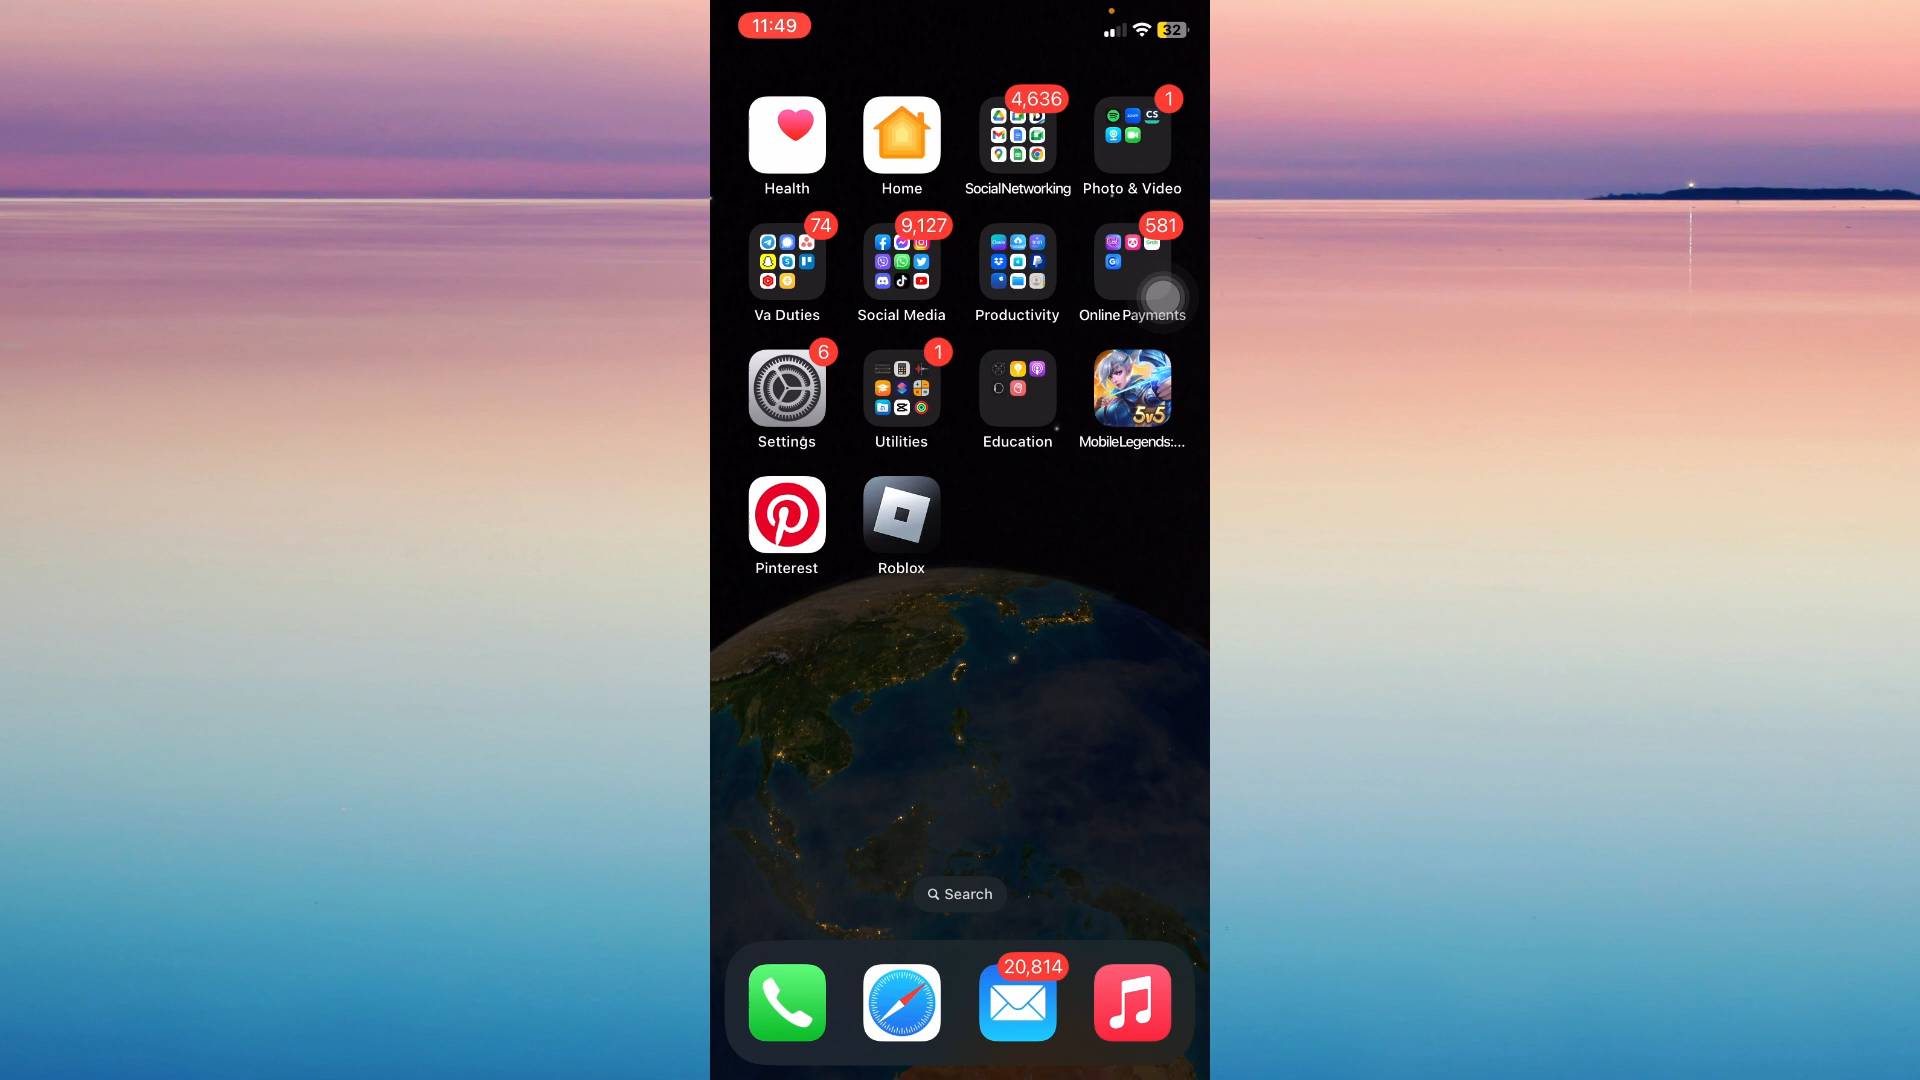 11:49
32
4,636
1
Health
Home
SocialNetworking
Photo & Video
74
9,127
581
Va Duties
Social Media
Productivity
Online Payments
6
1
5v5
Settings
Utilities
Education
MobileLegends:...
Pinterest
Roblox
Search
20,814